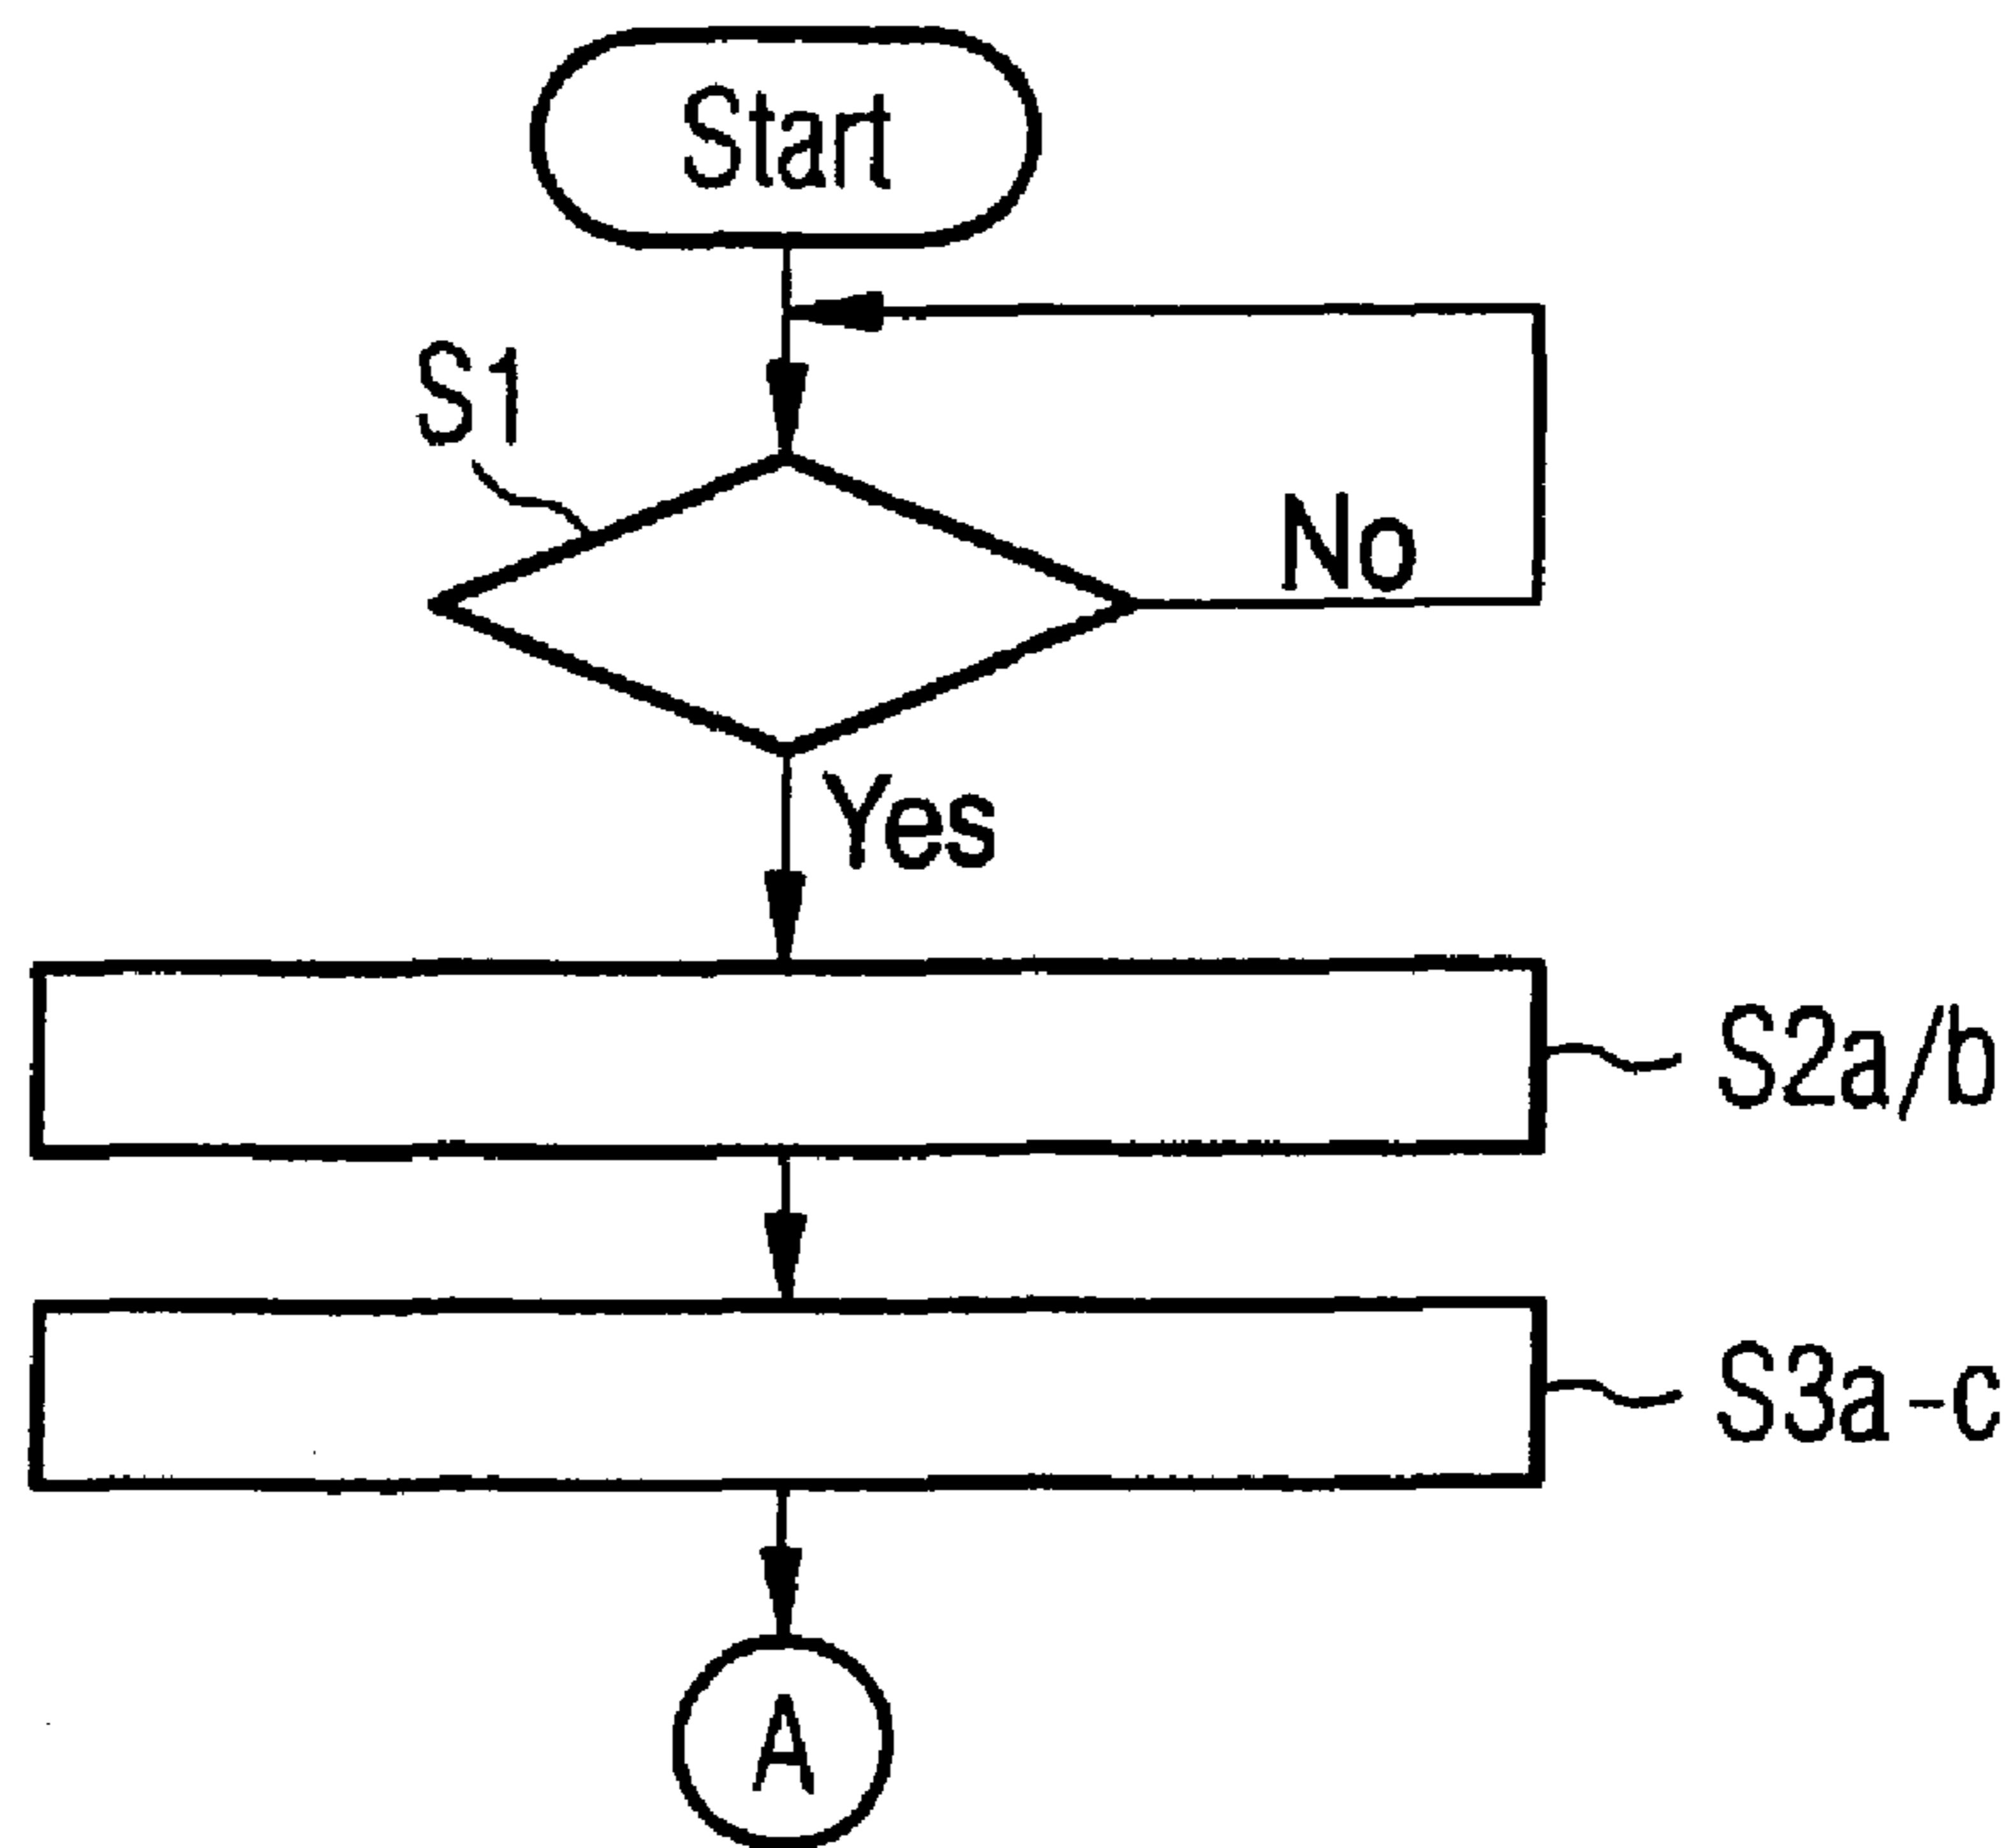 Start
S1
No
Yes
S2a/b
S3a-c
A